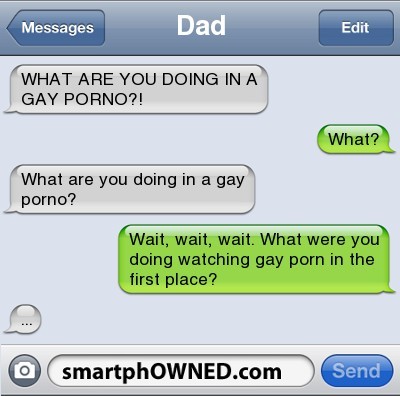 Messages
Dad
Edit
WHAT ARE YOU DOING IN A
GAY PORNO?!
What?
What are you doing in a gay
porno?
Wait, wait, wait. What were you
doing watching gay porn in the
first place?
...
smartphOWNED.com
Send